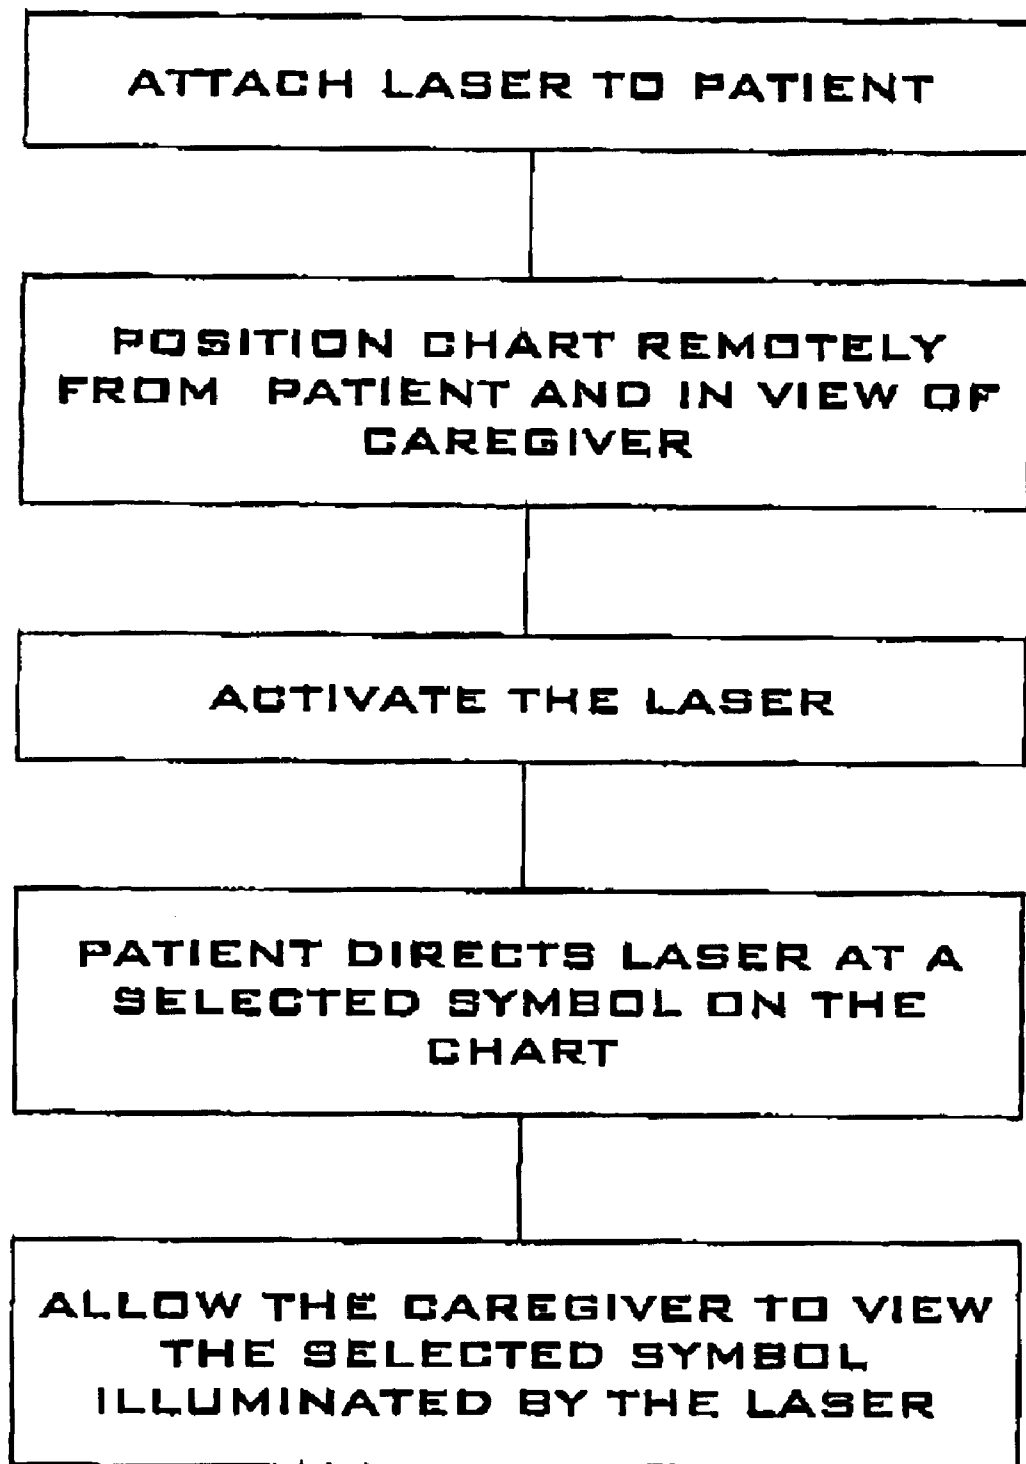 ATTACH LASER TO PATIENT
POSITION CHART REMOTELY
FROM PATIENT AND IN VIEW OF
CAREGIVER
ACTIVATE THE LASER
PATIENT DIRECTS LASER AT A
SELECTED SYMBOL ON THE
CHART
ALLOW THE CAREGIVER TO VIEW
THE SELECTED SYMBOL
ILLUMINATED BY THE LASER